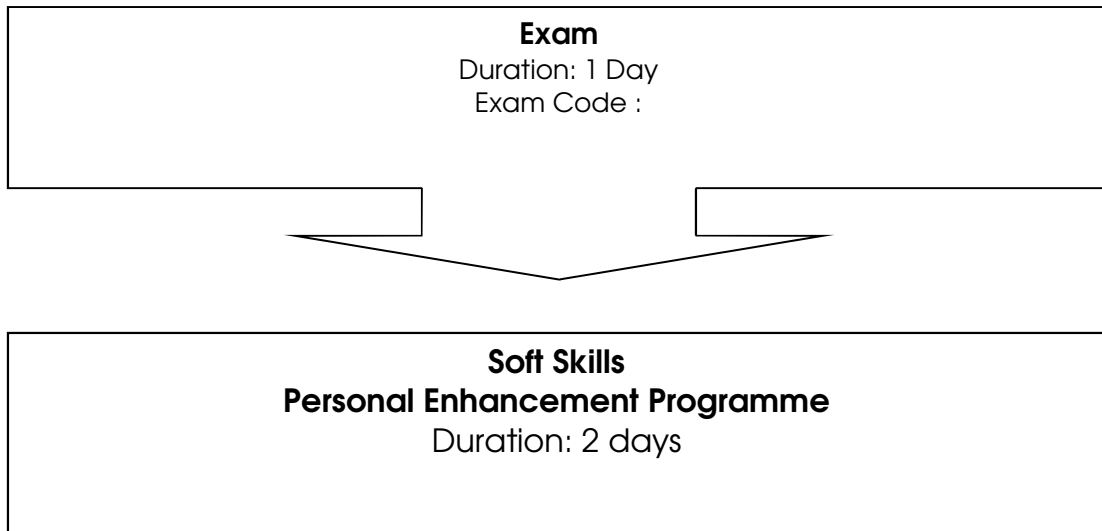 Exam
Duration: 1 Day
Exam Code :
Soft Skills
Personal Enhancement Programme
Duration: 2 days